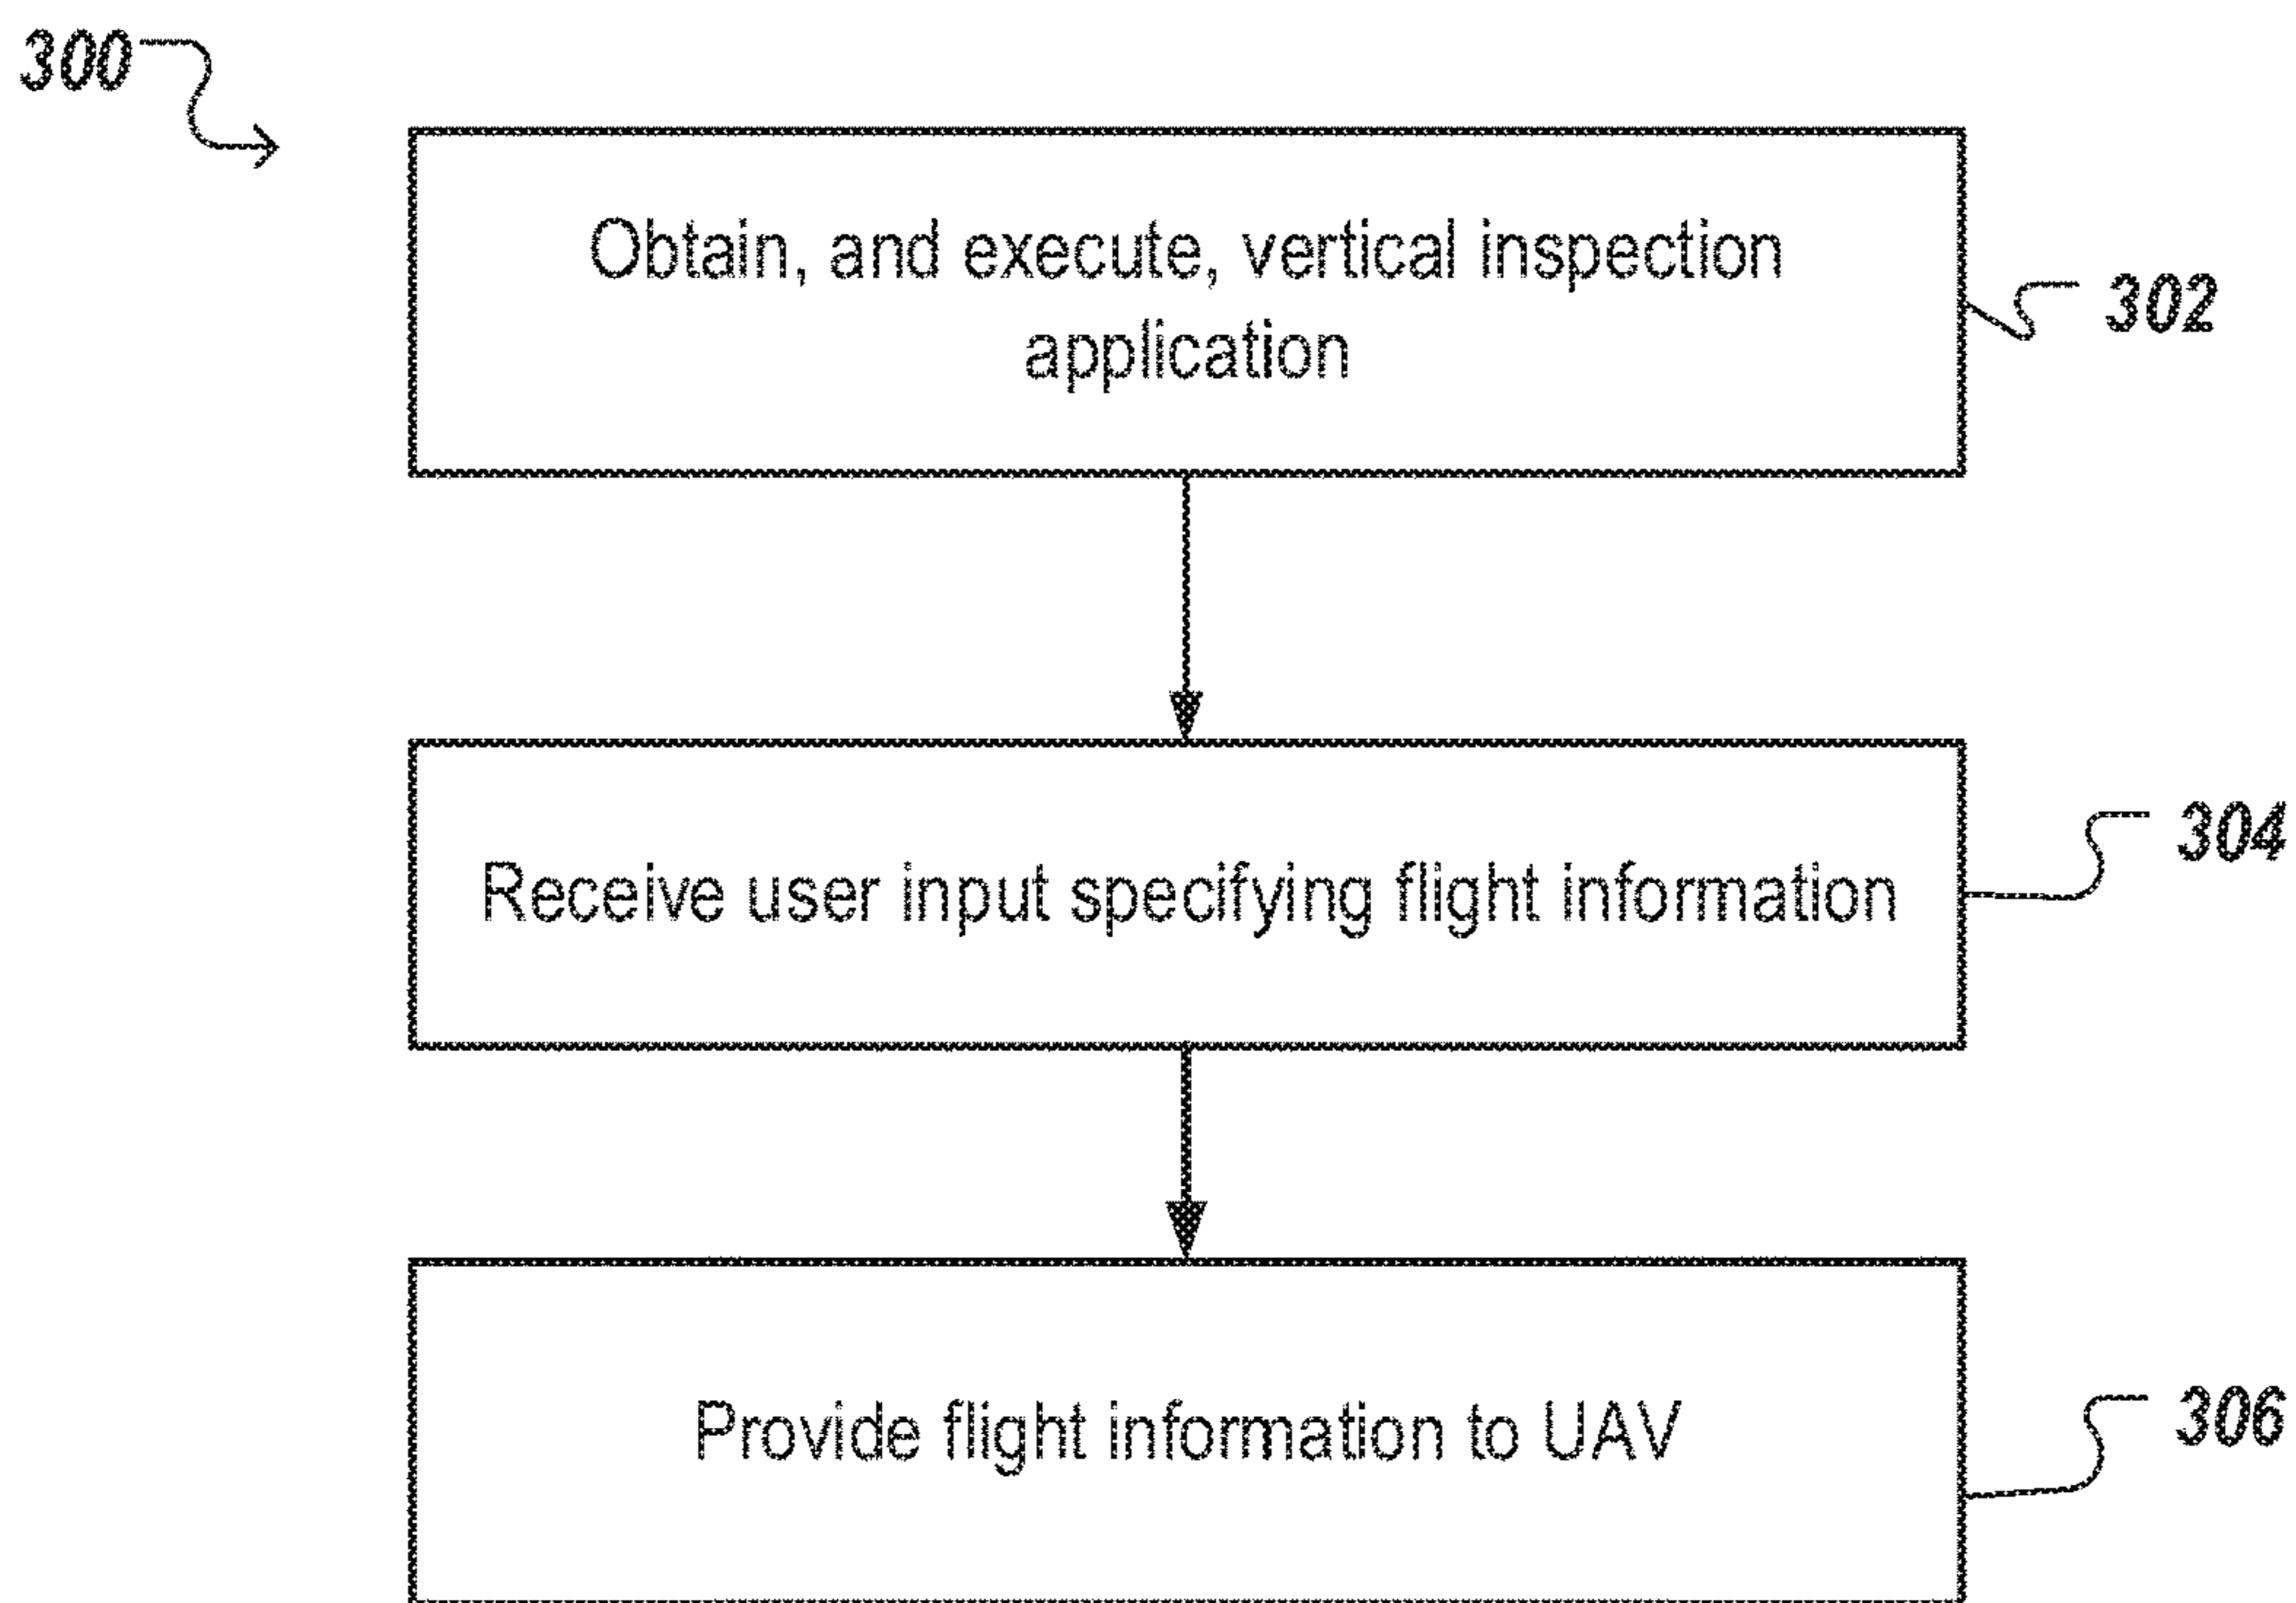 300
Obtain, and execute, vertical inspection
application
302
Receive user input specifying flight information
304
Provide flight information to UAV
306